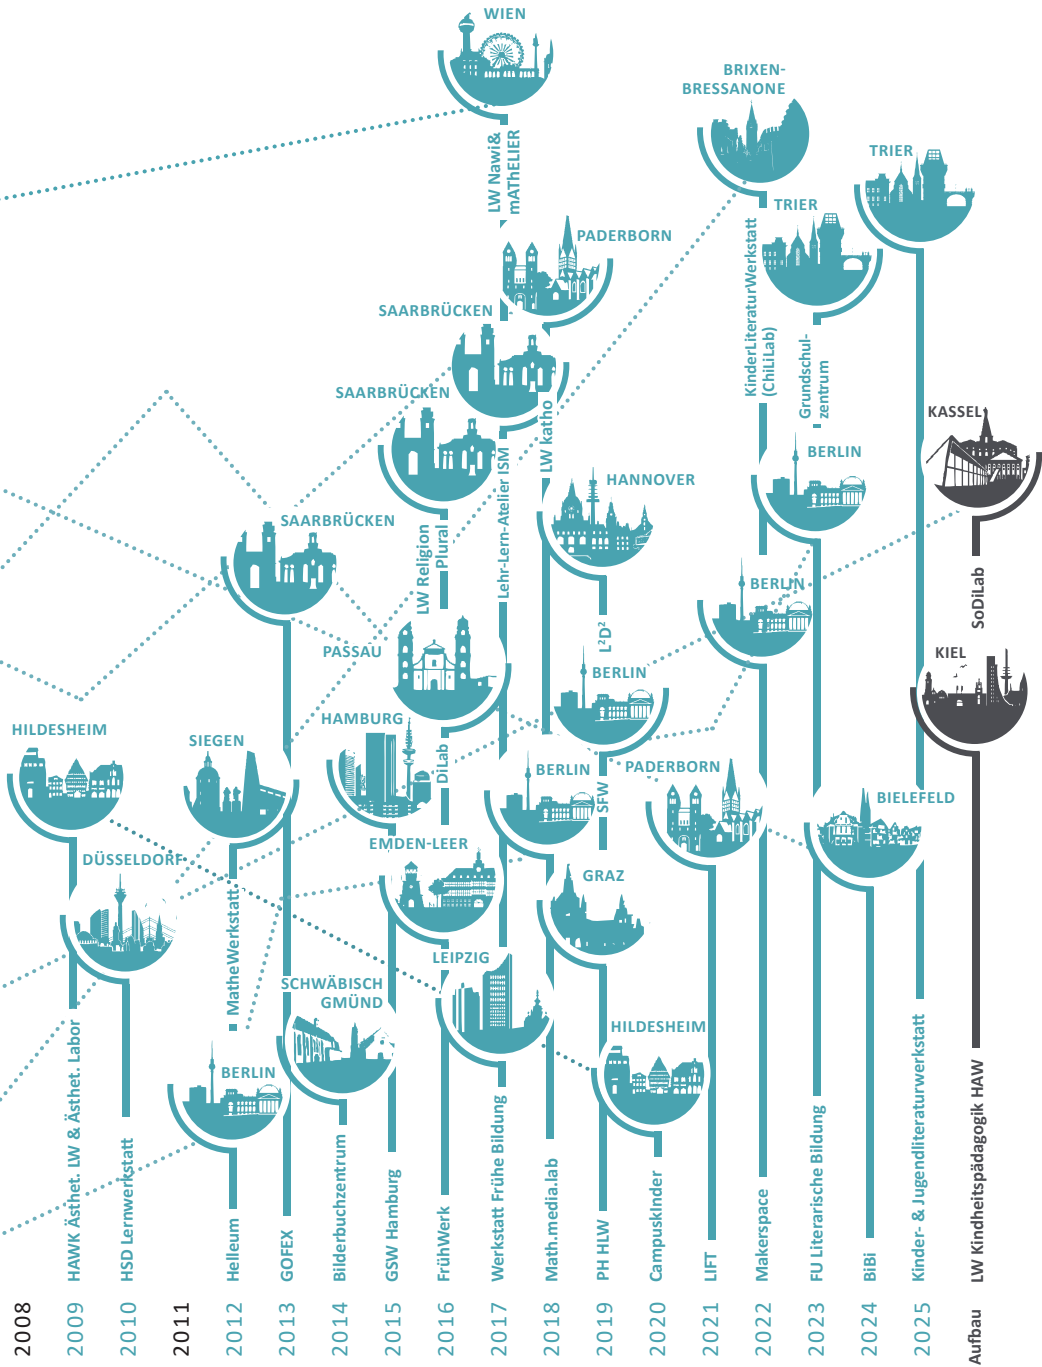 WIEN
BRIXEN-
BRESSANONE
TRIER
LW Nawi&
mAThELIER
TRIER
PADERBORN
SAARBRÜCKEN
KinderLiteraturWerkstatt
(ChiLiLab)
Grundschul-
zentrum
SAARBRÜCKEN
LW katho
KASSEL
BERLIN
HANNOVER
Lehr-Lern-Atelier ISM
SAARBRÜCKEN
LW Religion
Plural
BERLIN
SoDiLab
L²D²
PASSAU
KIEL
BERLIN
HAMBURG
HILDESHEIM
SIEGEN
DiLab
BERLIN
PADERBORN
SFW
BIELEFELD
EMDEN-LEER
DÜSSELDORF
GRAZ
MatheWerkstatt
LEIPZIG
SCHWÄBISCH
GMÜND
HILDESHEIM
BERLIN
HAWK Ästhet. LW & Ästhet. Labor
HSD Lernwerkstatt
Helleum
GOFEX
Bilderbuchzentrum
GSW Hamburg
FrühWerk
Werkstatt Frühe Bildung
Math.media.lab
PH HLW
CampuskInder
LIFT
Makerspace
FU Literarische Bildung
BiBi
Kinder- & Jugendliteraturwerkstatt
LW Kindheitspädagogik HAW
2008
2009
2010
2011
2012
2013
2014
2015
2016
2017
2018
2019
2020
2021
2022
2023
2024
2025
Aufbau